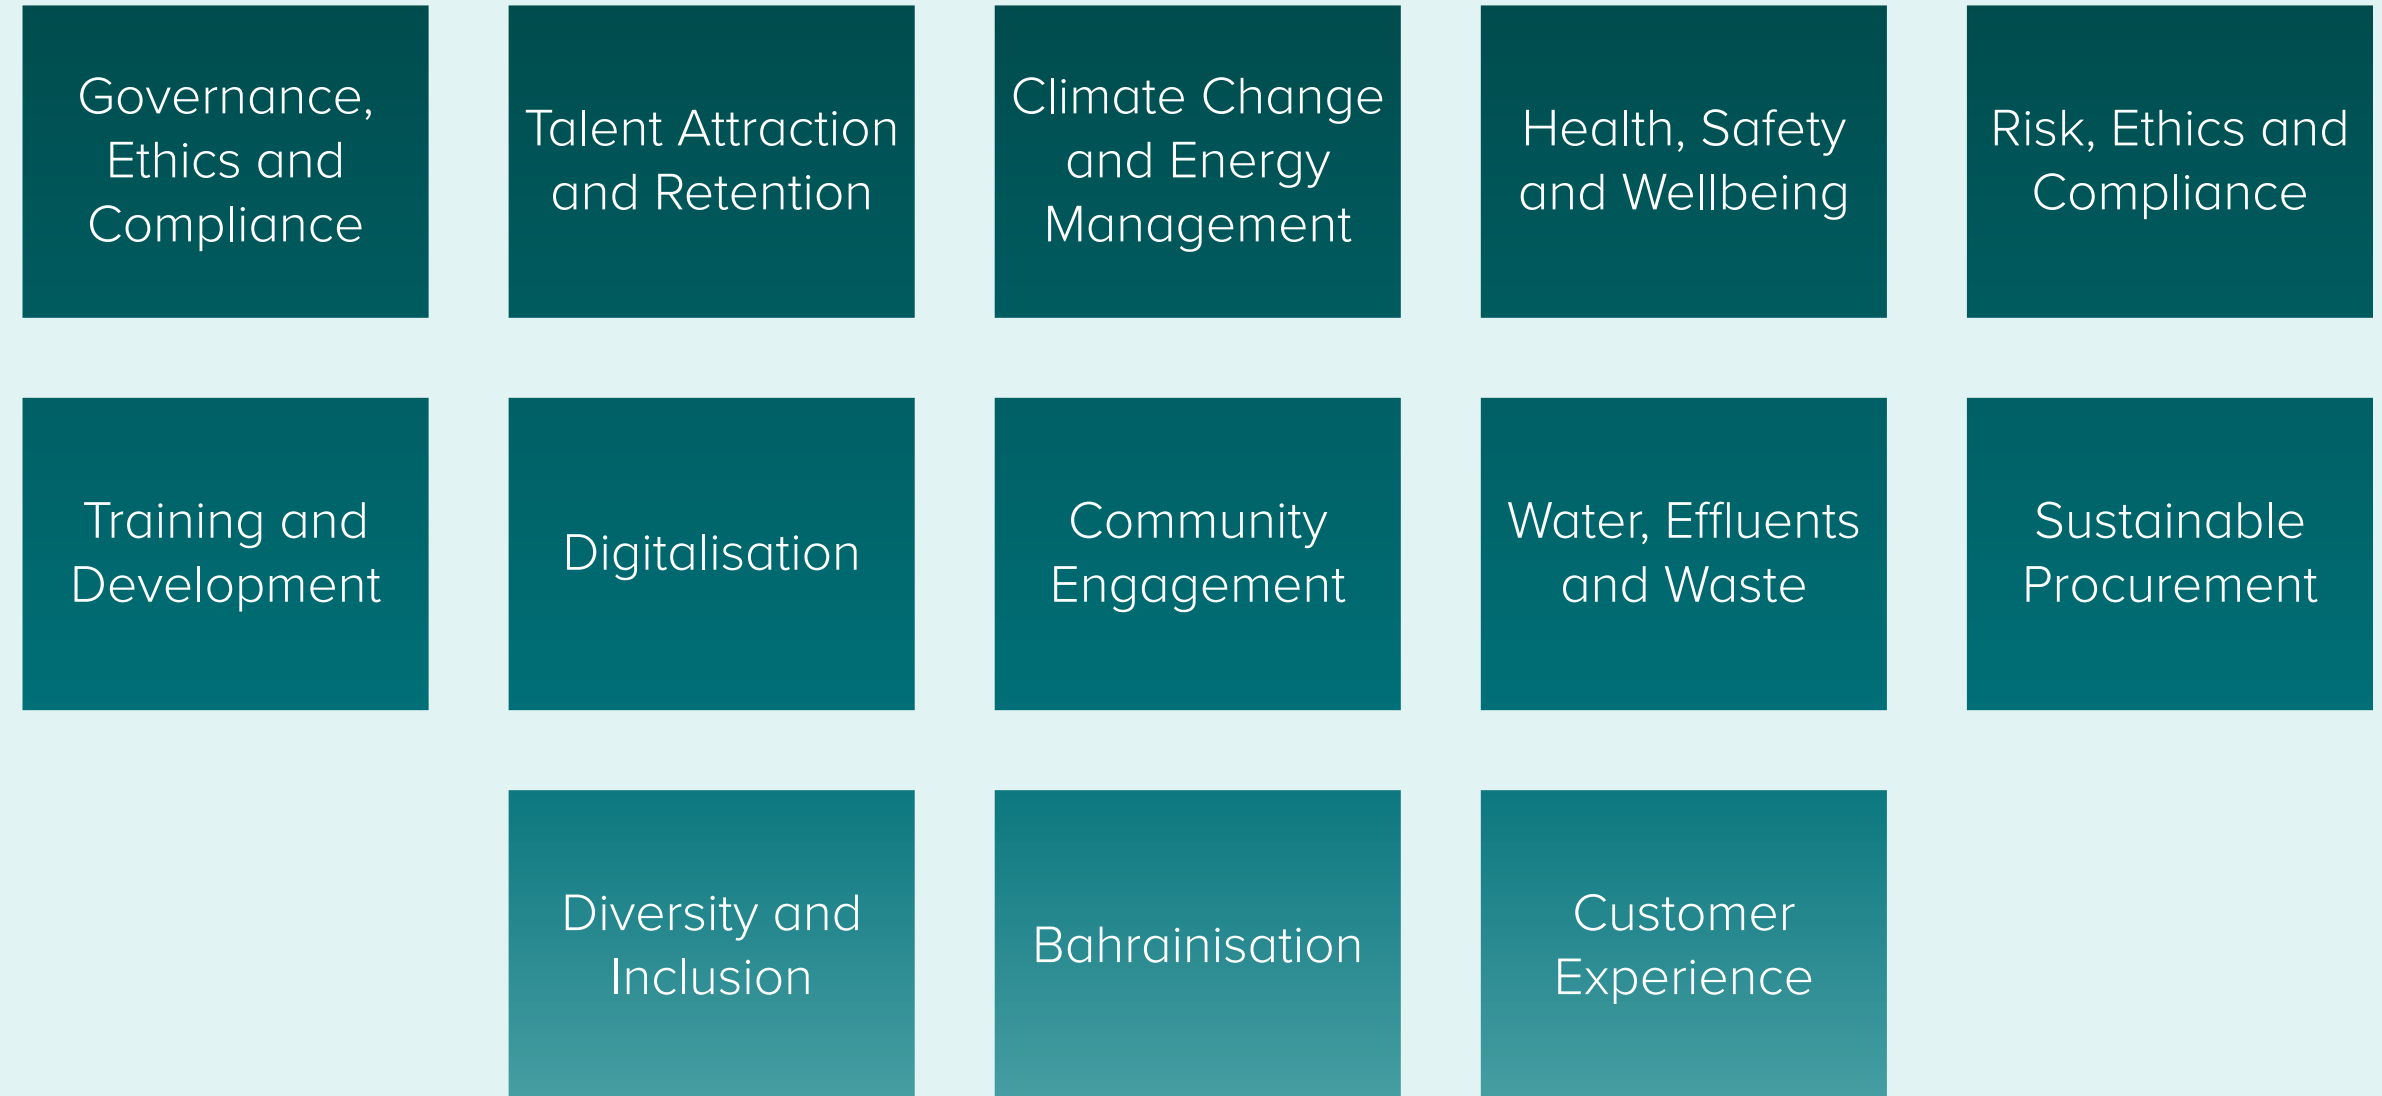 Governance,
Ethics and
Compliance
Talent Attraction
and Retention
Climate Change
and Energy
Management
Health, Safety
and Wellbeing
Risk, Ethics and
Compliance
Training and
Development
Digitalisation
Community
Engagement
Water, Effluents
and Waste
Sustainable
Procurement
Diversity and
Inclusion
Bahrainisation
Customer
Experience